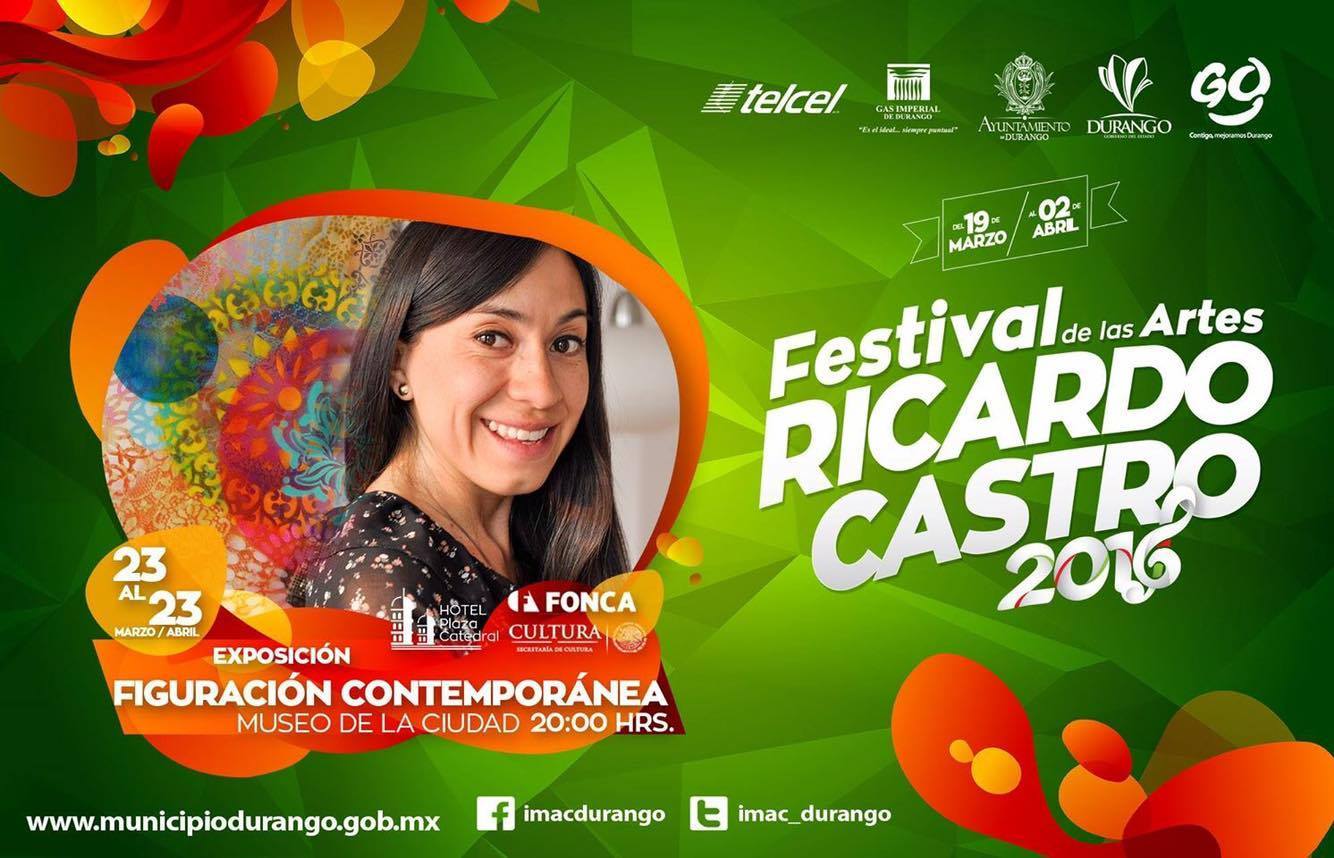 telcel
GAS IMPERIAL
DE DURANGO
"Es el ideal... siempre puntual"
AYUNTAMIENTO
DE DURANGO
DURANGO
GOBIERNO DEL ESTADO
GO
Contigo, mejoramos Durango
DEL 19 DE MARZO / AL 02 DE ABRIL
Festival de las Artes
RICARDO
CASTRO
2016
23
AL
23
MARZO / ABRIL
HOTEL
Plaza
Catedral
FONCA
CULTURA
SECRETARÍA DE CULTURA
EXPOSICIÓN
FIGURACIÓN CONTEMPORÁNEA
MUSEO DE LA CIUDAD 20:00 HRS.
www.municipiodurango.gob.mx
imacdurango
imac_durango